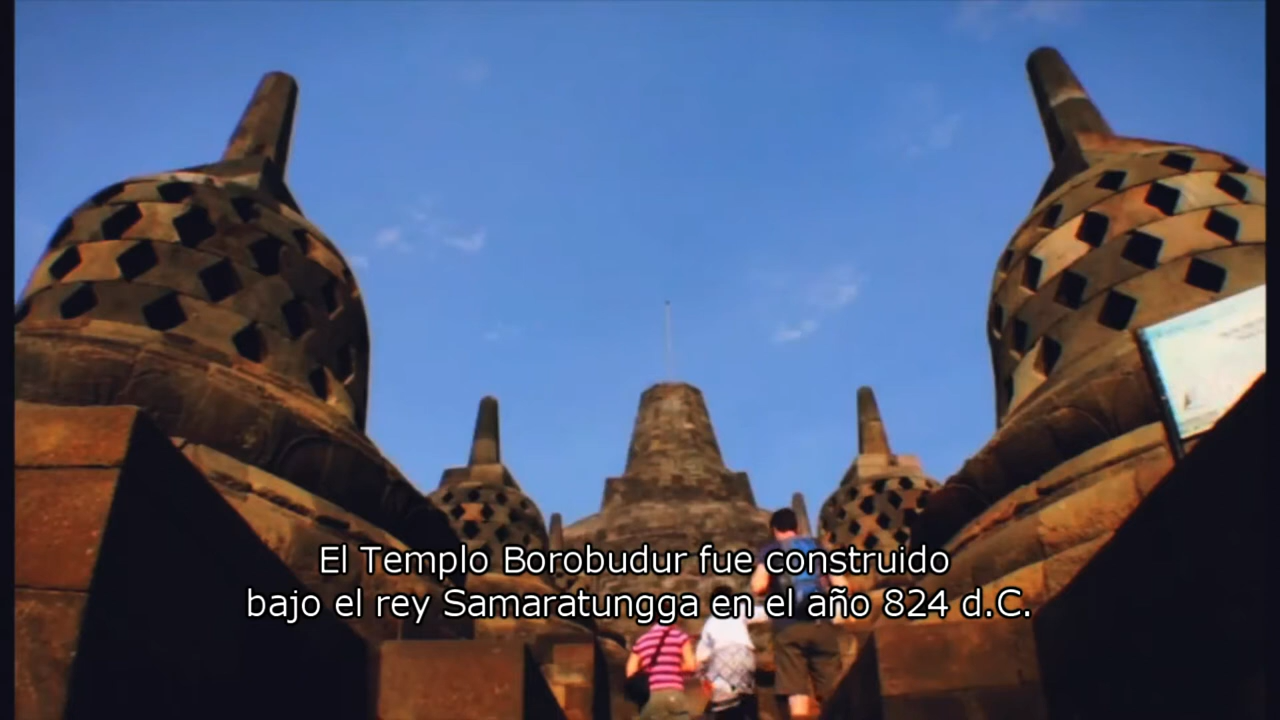 El Templo Borobudur fue construido
bajo el rey Samaratungga en el año 824 d.C.